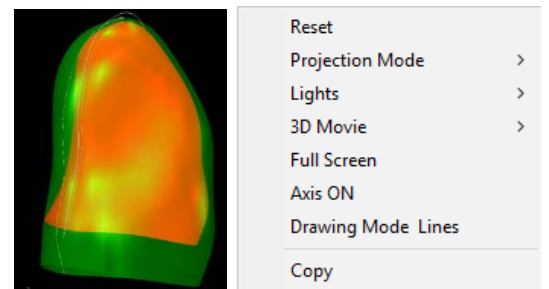 Reset
Projection Mode
Lights
3D Movie
Full Screen
Axis ON
Drawing Mode  Lines
Copy